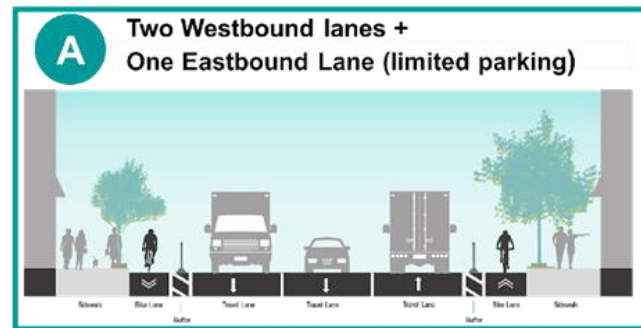 A
Two Westbound lanes +
One Eastbound Lane (limited parking)
Sidewalk
Bike Lane
Buffer
Travel Lane
Travel Lane
Travel Lane
Buffer
Bike Lane
Sidewalk